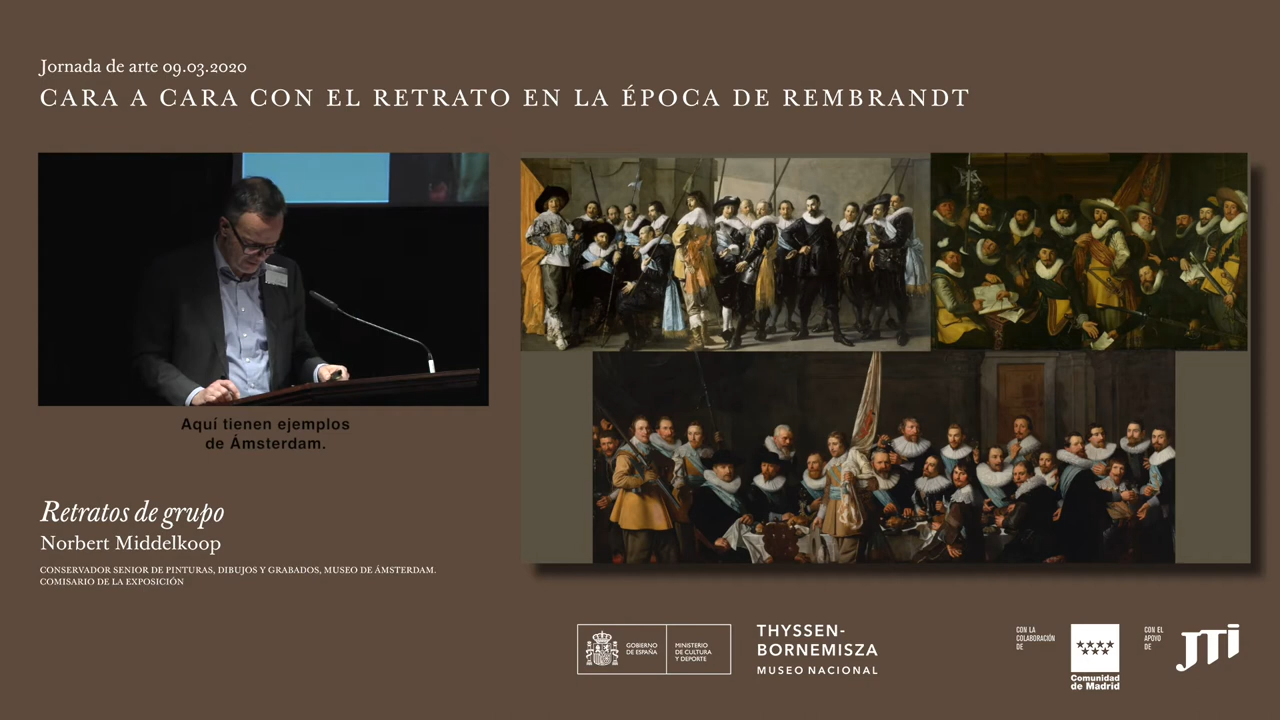 Jornada de arte 09.03.2020
CARA A CARA CON EL RETRATO EN LA ÉPOCA DE REMBRANDT
Aquí tienen ejemplos
de Ámsterdam.
Retratos de grupo
Norbert Middelkoop
CONSERVADOR SENIOR DE PINTURAS, DIBUJOS Y GRABADOS, MUSEO DE ÁMSTERDAM.
COMISARIO DE LA EXPOSICIÓN
GOBIERNO
DE ESPAÑA
MINISTERIO
DE CULTURA
Y DEPORTE
THYSSEN-
BORNEMISZA
MUSEO NACIONAL
CON LA
COLABORACIÓN
DE
Comunidad
de Madrid
CON EL
APOYO
DE
JTi